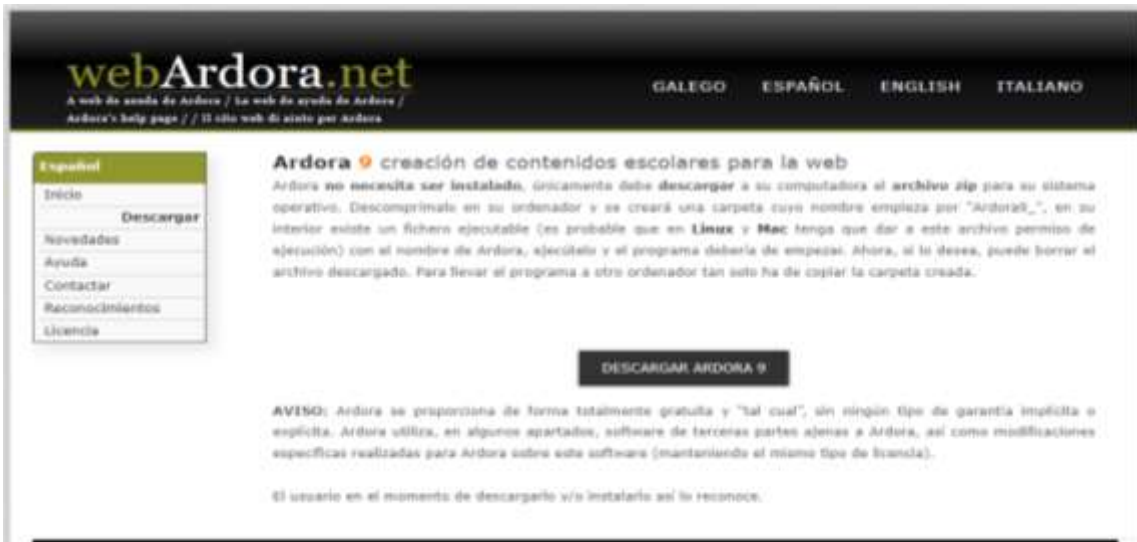 webArdora.net
A web de axuda de Ardora / La web de ayuda de Ardora /
Ardora's help page / / Il sito web di aiuto per Ardora
GALEGO ESPAÑOL ENGLISH ITALIANO
Español
Inicio
Descargar
Novedades
Ayuda
Contactar
Reconocimientos
Licencia
Ardora 9 creación de contenidos escolares para la web
Ardora no necesita ser instalado, únicamente debe descargar a su computadora el archivo zip para su sistema
operativo. Descomprímalo en su ordenador y se creará una carpeta cuyo nombre empieza por "Ardora9_", en su
interior existe un fichero ejecutable (es probable que en Linux y Mac tenga que dar a este archivo permiso de
ejecución) con el nombre de Ardora, ejecútelo y el programa debería de empezar. Ahora, si lo desea, puede borrar el
archivo descargado. Para llevar el programa a otro ordenador tan solo ha de copiar la carpeta creada.
DESCARGAR ARDORA 9
AVISO: Ardora se proporciona de forma totalmente gratuita y "tal cual", sin ningún tipo de garantía implícita o
explícita. Ardora utiliza, en algunos apartados, software de terceras partes ajenas a Ardora, así como modificaciones
específicas realizadas para Ardora sobre este software (manteniendo el mismo tipo de licencia).
El usuario en el momento de descargarlo y/o instalarlo así lo reconoce.